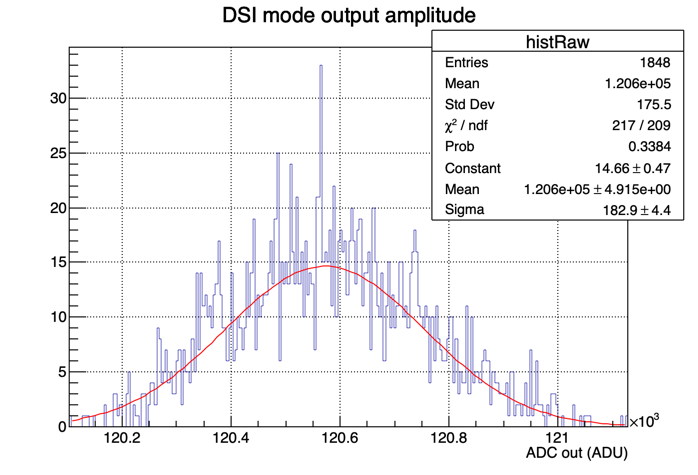 DSI mode output amplitude
histRaw
Entries 1848
Mean 1.206e+05
Std Dev 175.5
χ² / ndf 217 / 209
Prob 0.3384
Constant 14.66 ± 0.47
Mean 1.206e+05 ± 4.915e+00
Sigma 182.9 ± 4.4
30
25
20
15
10
5
0
120.2 120.4 120.6 120.8 121 ×10³
ADC out (ADU)